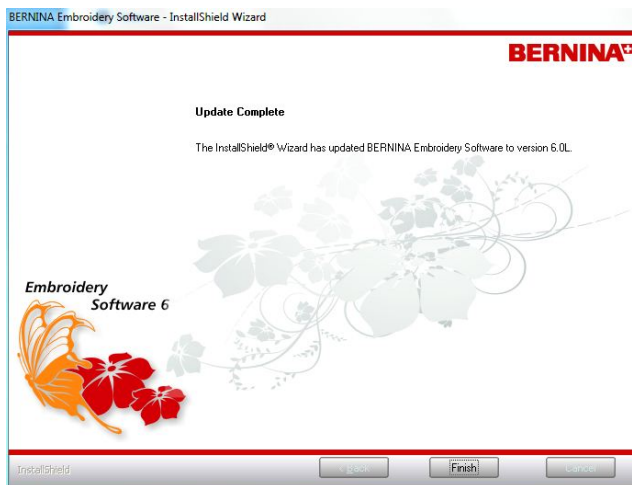 BERNINA Embroidery Software - InstallShield Wizard
BERNINA
Update Complete
The InstallShield® Wizard has updated BERNINA Embroidery Software to version 6.0L.
Embroidery
Software 6
InstallShield
< Back Finish Cancel